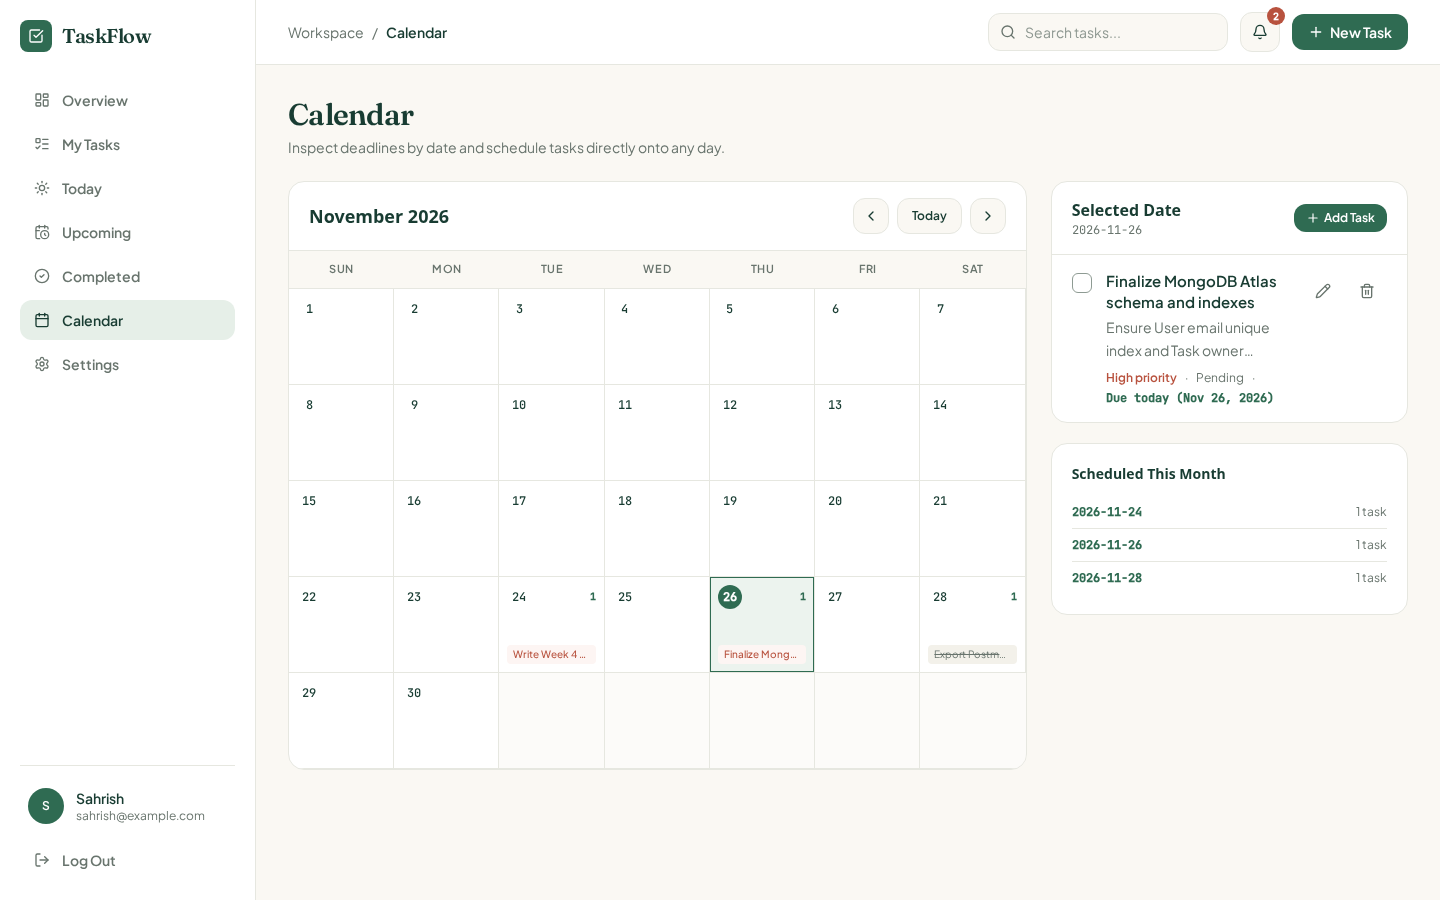 TaskFlow
Overview
My Tasks
Today
Upcoming
Completed
Calendar
Settings
Sahrish
S
sahrish@example.com
Log Out
Workspace / Calendar
Search tasks...
2
New Task
Calendar
Inspect deadlines by date and schedule tasks directly onto any day.
November 2026
Today
SUN MON TUE WED THU FRI SAT
1 2 3 4 5 6 7
8 9 10 11 12 13 14
15 16 17 18 19 20 21
22 23 24 1 25 26 1 27 28 1
Write Week 4 ... Finalize Mong... Export Postm...
29 30
Selected Date
2026-11-26
Add Task
Finalize MongoDB Atlas
schema and indexes
Ensure User email unique
index and Task owner...
High priority · Pending ·
Due today (Nov 26, 2026)
Scheduled This Month
2026-11-24 1 task
2026-11-26 1 task
2026-11-28 1 task